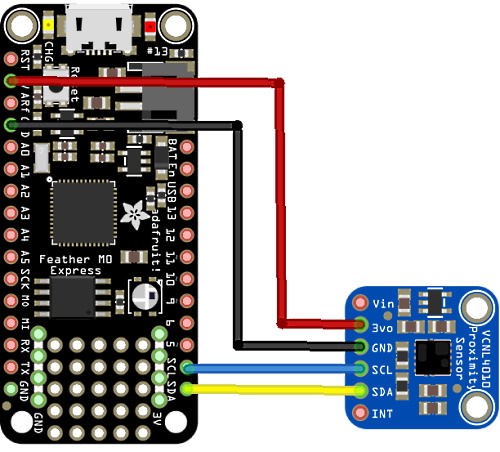 CHG
#13
RST
Reset
ARf
D
A0
A1
A2
A3
A4
A5
SCK
MO
MI
RX
TX
GND
GND
BAT
En
USB
13
12
11
10
9
6
5
SCL
SDA
3V
adafruit!
Feather M0
Express
Vin
3vo
GND
SCL
SDA
INT
VCNL4010
Proximity
Sensor